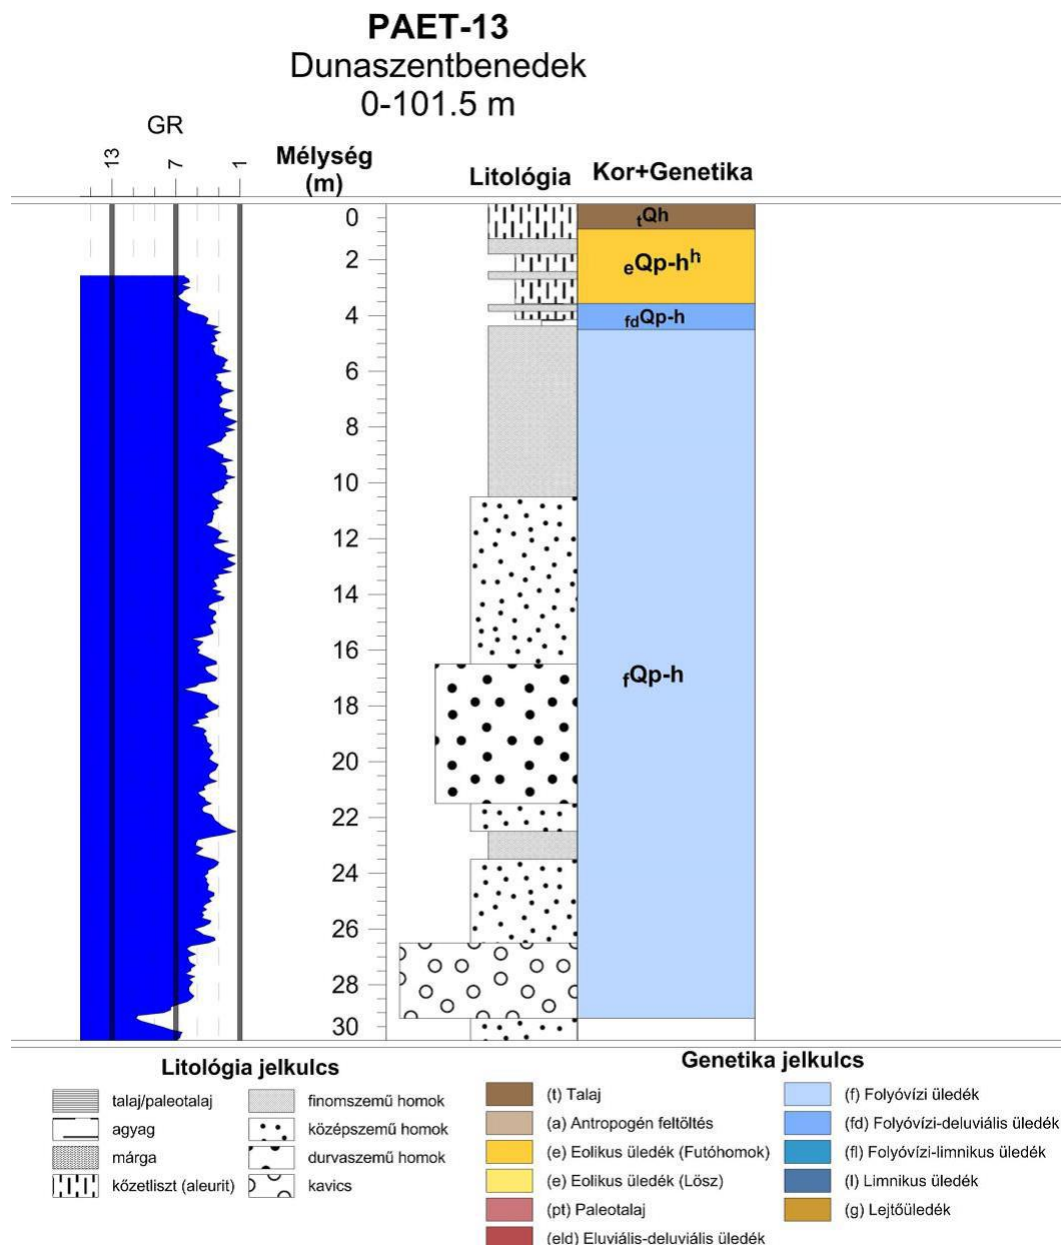 PAET-13
Dunaszentbenedek
0-101.5 m
GR
13
7
1
Mélység
(m)
Litológia
Kor+Genetika
0
2
4
6
8
10
12
14
16
18
20
22
24
26
28
30
tQh
eQp-hh
fdQp-h
fQp-h
Litológia jelkulcs
talaj/paleotalaj
agyag
márga
kőzetliszt (aleurit)
finomszemű homok
középszemű homok
durvaszemű homok
kavics
Genetika jelkulcs
(t) Talaj
(a) Antropogén feltöltés
(e) Eolikus üledék (Futóhomok)
(e) Eolikus üledék (Lösz)
(pt) Paleotalaj
(eld) Eluviális-deluviális üledék
(f) Folyóvízi üledék
(fd) Folyóvízi-deluviális üledék
(fl) Folyóvízi-limnikus üledék
(l) Limnikus üledék
(g) Lejtőüledék